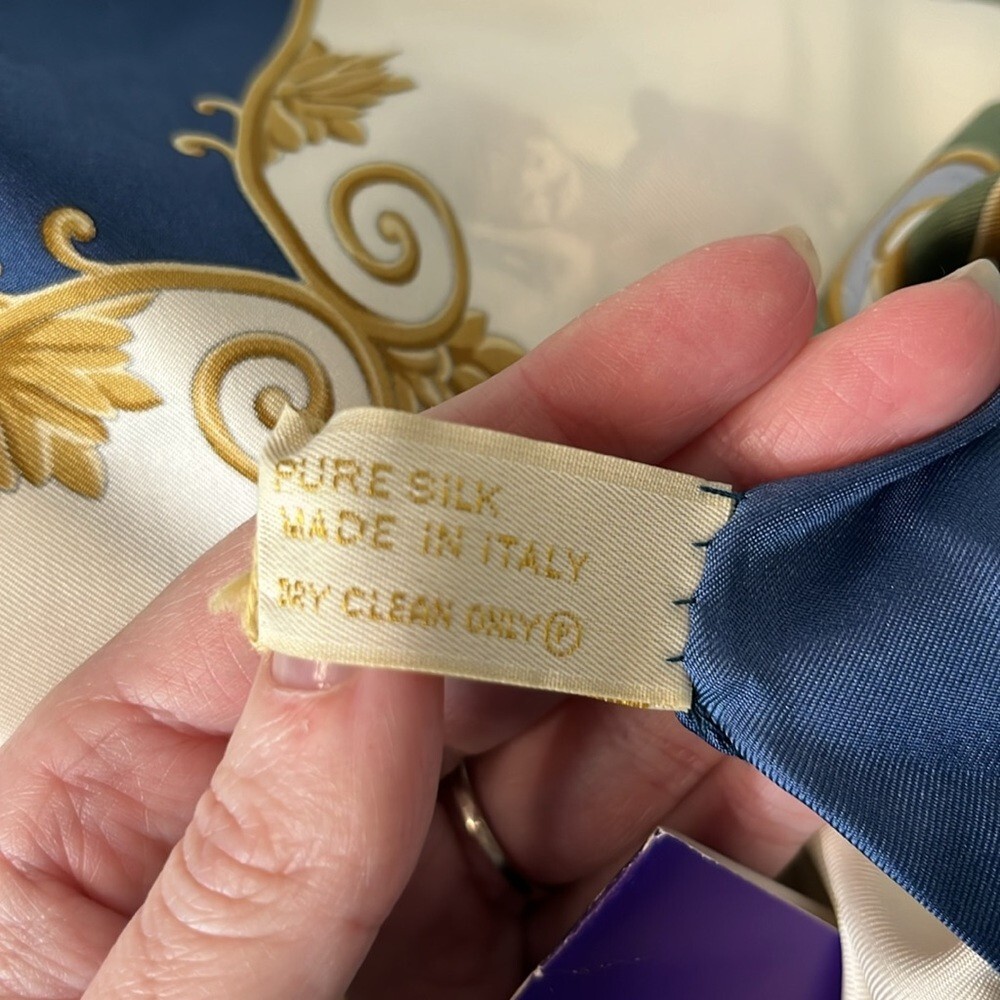 PURE SILK
MADE IN ITALY
DRY CLEAN ONLY Ⓟ